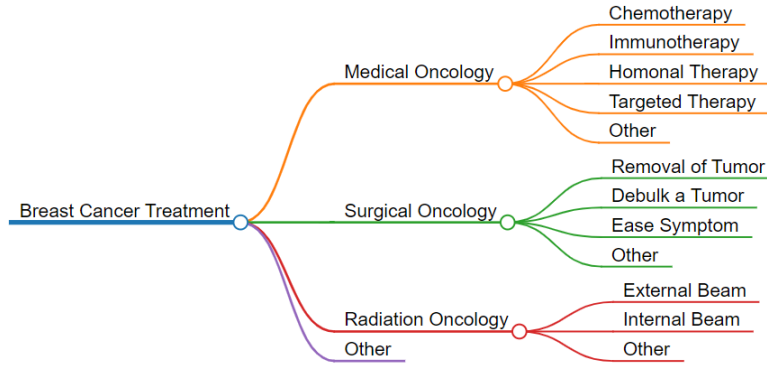 Breast Cancer Treatment
Medical Oncology
Chemotherapy
Immunotherapy
Homonal Therapy
Targeted Therapy
Other
Surgical Oncology
Removal of Tumor
Debulk a Tumor
Ease Symptom
Other
Radiation Oncology
External Beam
Internal Beam
Other
Other